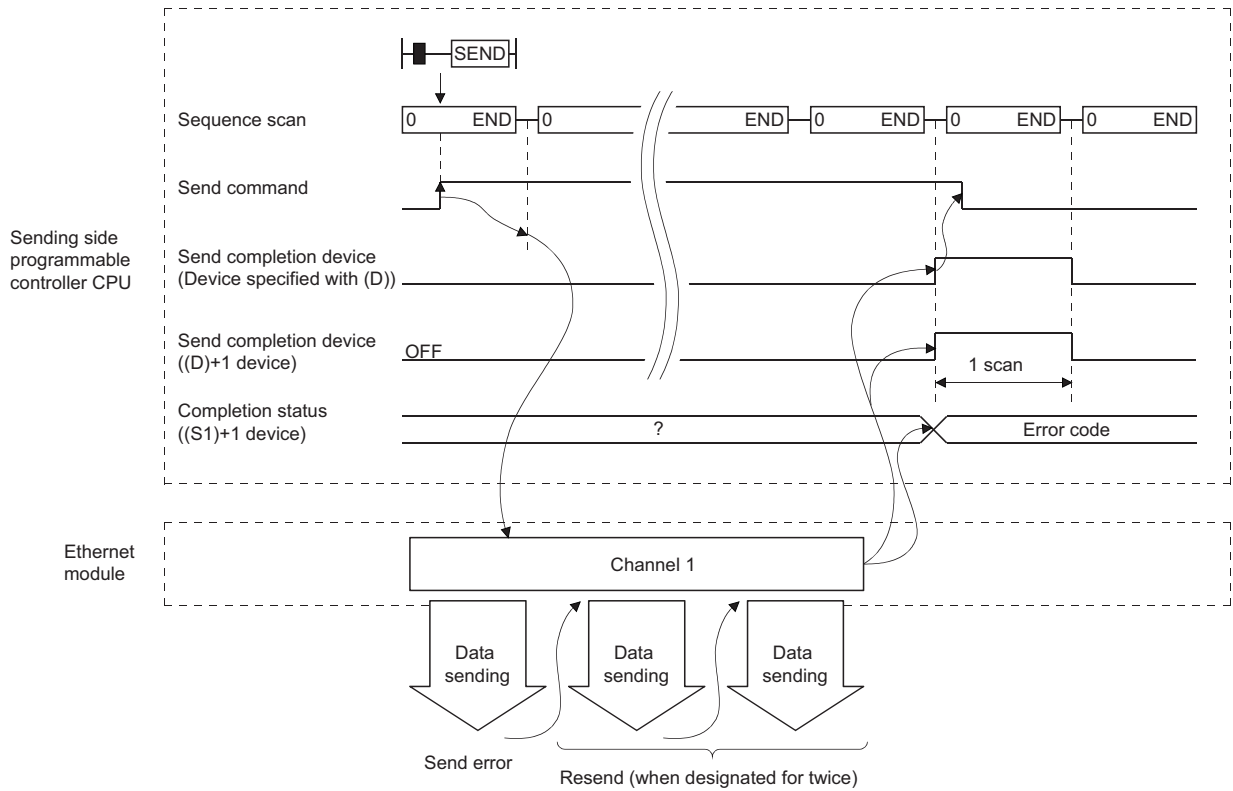 SEND
Sequence scan
0 END 0 END 0 END 0 END 0 END
Send command
Sending side
programmable
controller CPU
Send completion device
(Device specified with (D))
Send completion device
((D)+1 device)
OFF
1 scan
Completion status
((S1)+1 device)
?
Error code
Ethernet
module
Channel 1
Data
sending
Data
sending
Data
sending
Send error
Resend (when designated for twice)